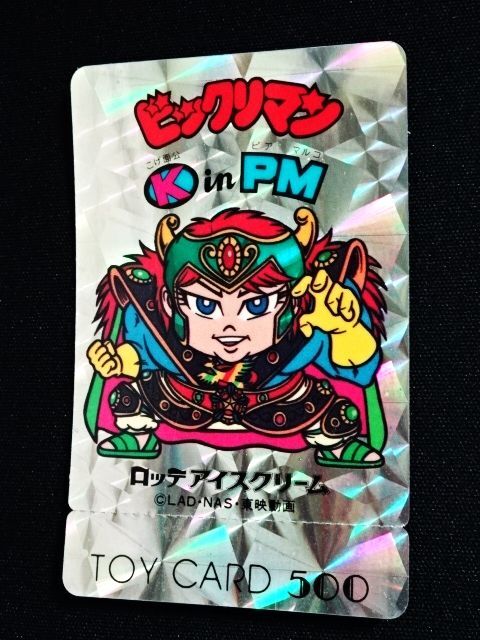 ビックリマン
こげ面公 ピア マルコ
K in PM
ロッテアイスクリーム
©LAD・NAS・東映動画
TOY CARD 500